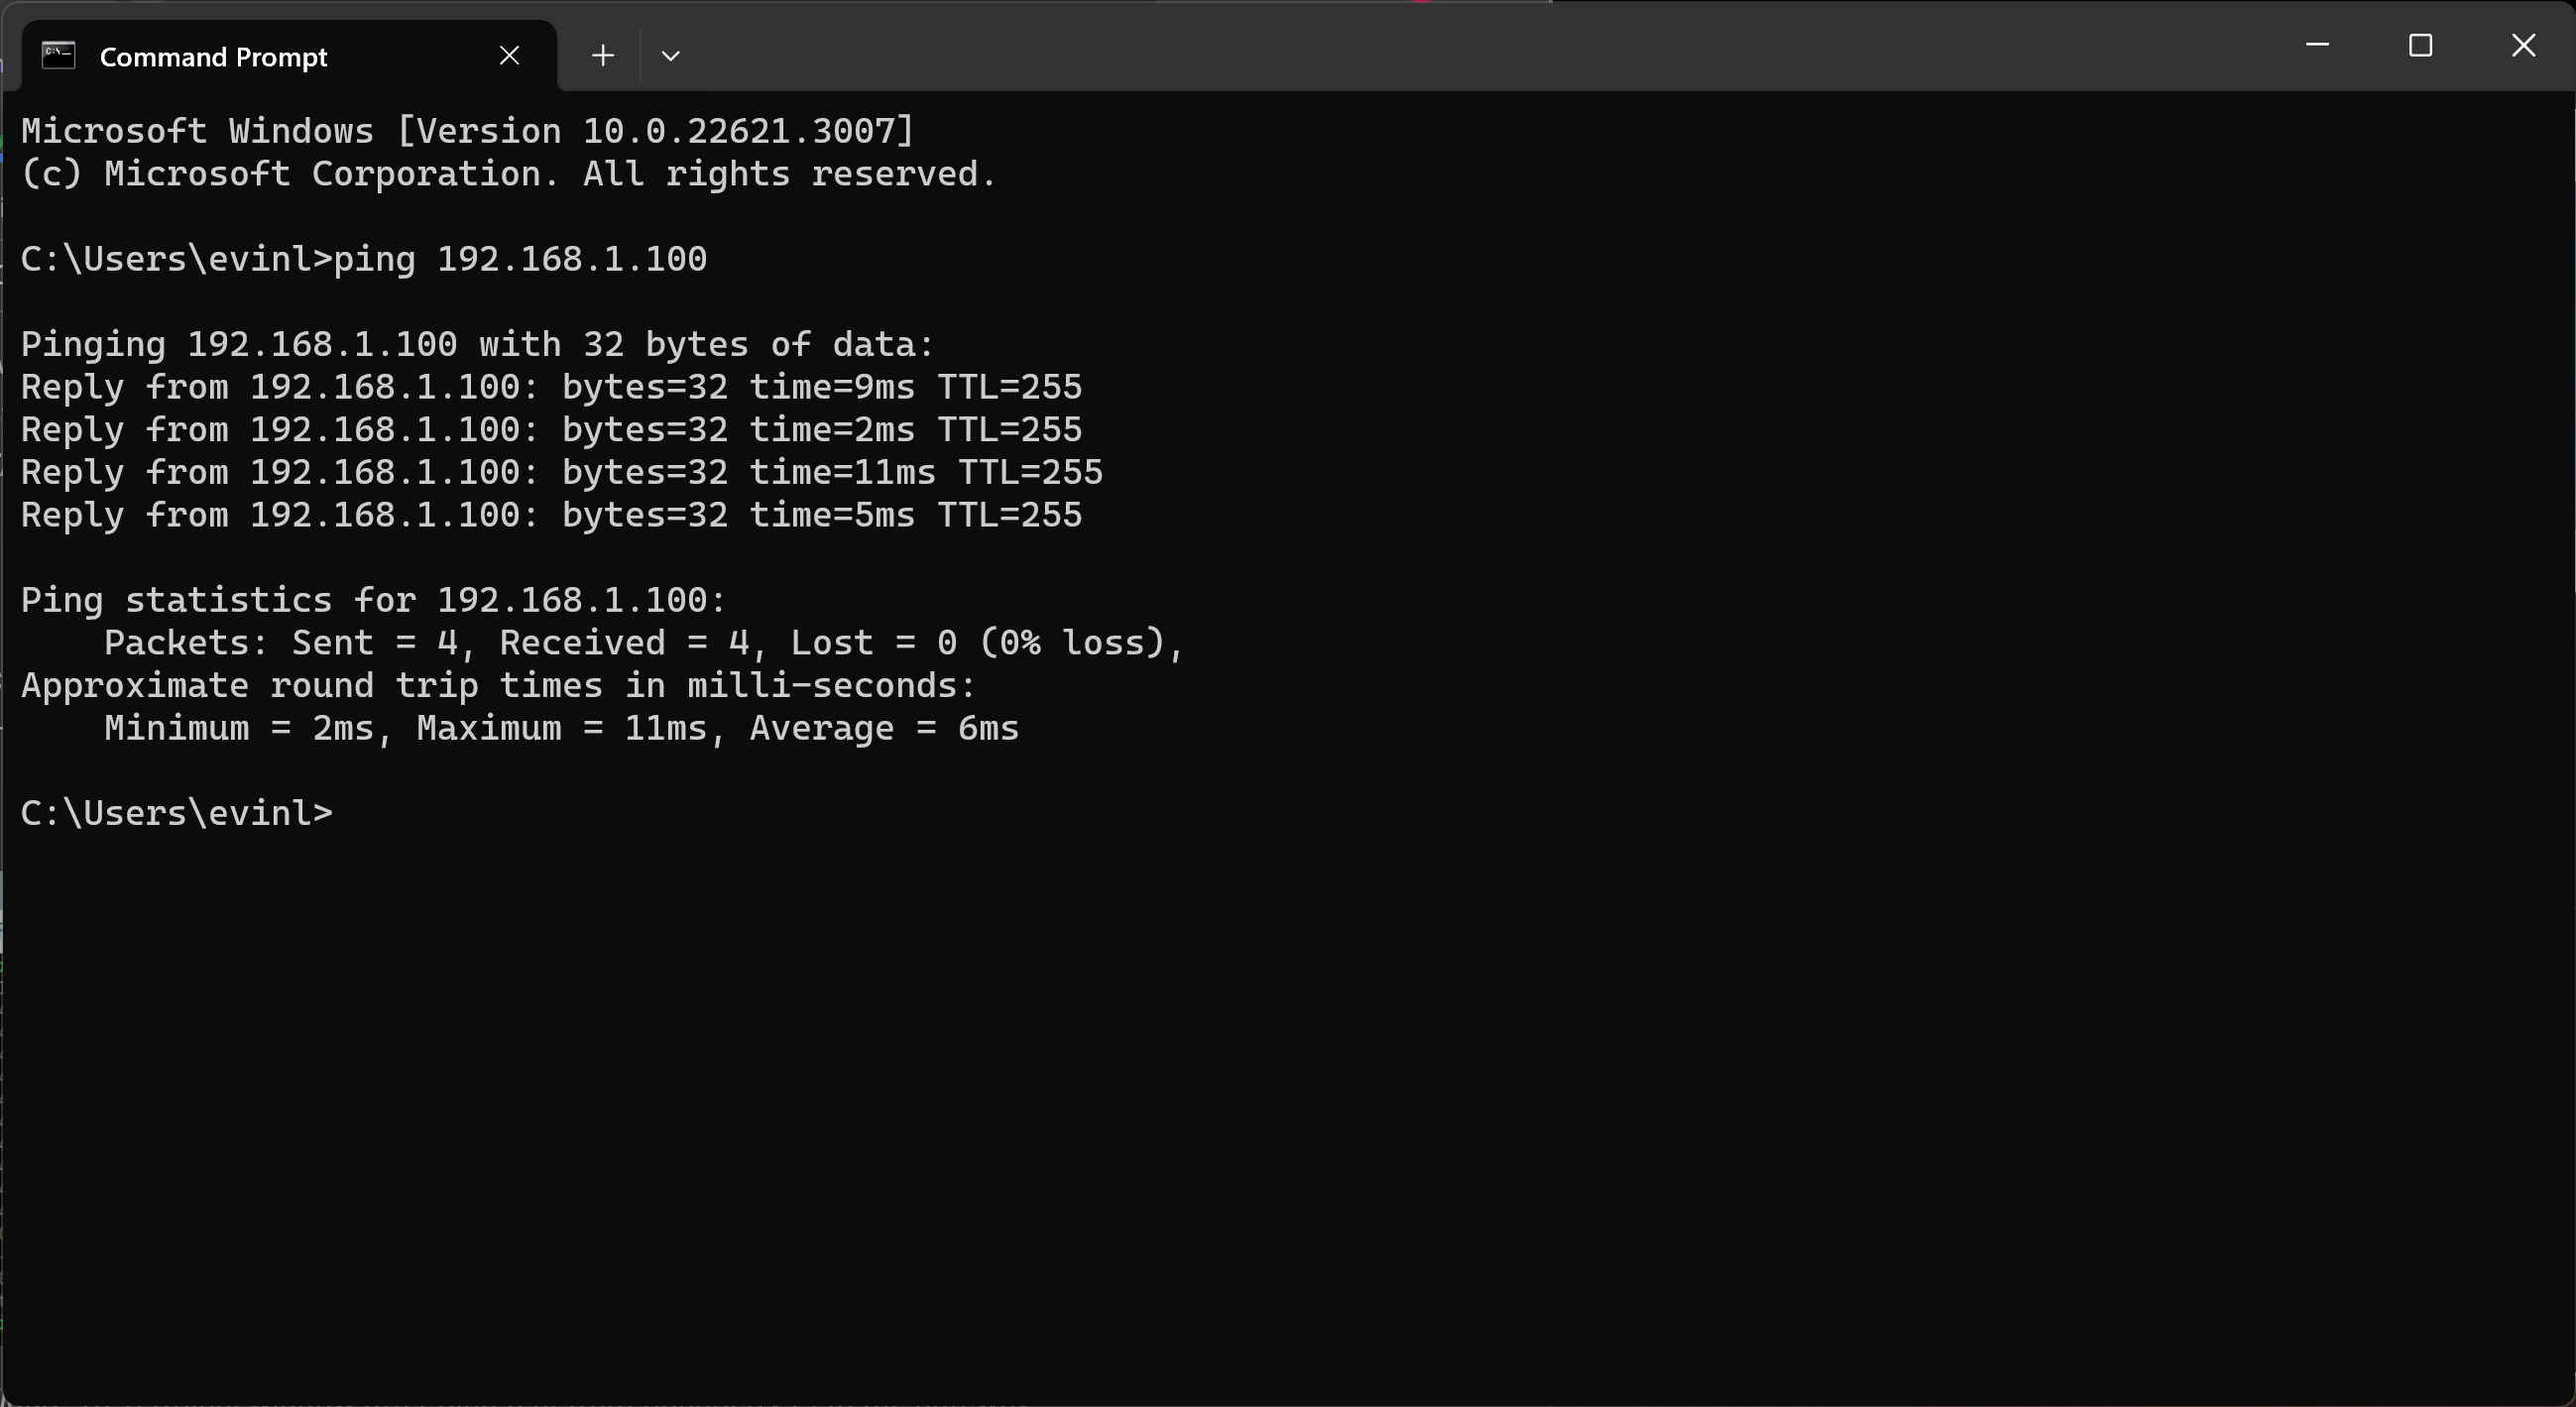 Command Prompt
Microsoft Windows [Version 10.0.22621.3007]
(c) Microsoft Corporation. All rights reserved.
C:\Users\evinl>ping 192.168.1.100
Pinging 192.168.1.100 with 32 bytes of data:
Reply from 192.168.1.100: bytes=32 time=9ms TTL=255
Reply from 192.168.1.100: bytes=32 time=2ms TTL=255
Reply from 192.168.1.100: bytes=32 time=11ms TTL=255
Reply from 192.168.1.100: bytes=32 time=5ms TTL=255
Ping statistics for 192.168.1.100:
    Packets: Sent = 4, Received = 4, Lost = 0 (0% loss),
Approximate round trip times in milli-seconds:
    Minimum = 2ms, Maximum = 11ms, Average = 6ms
C:\Users\evinl>